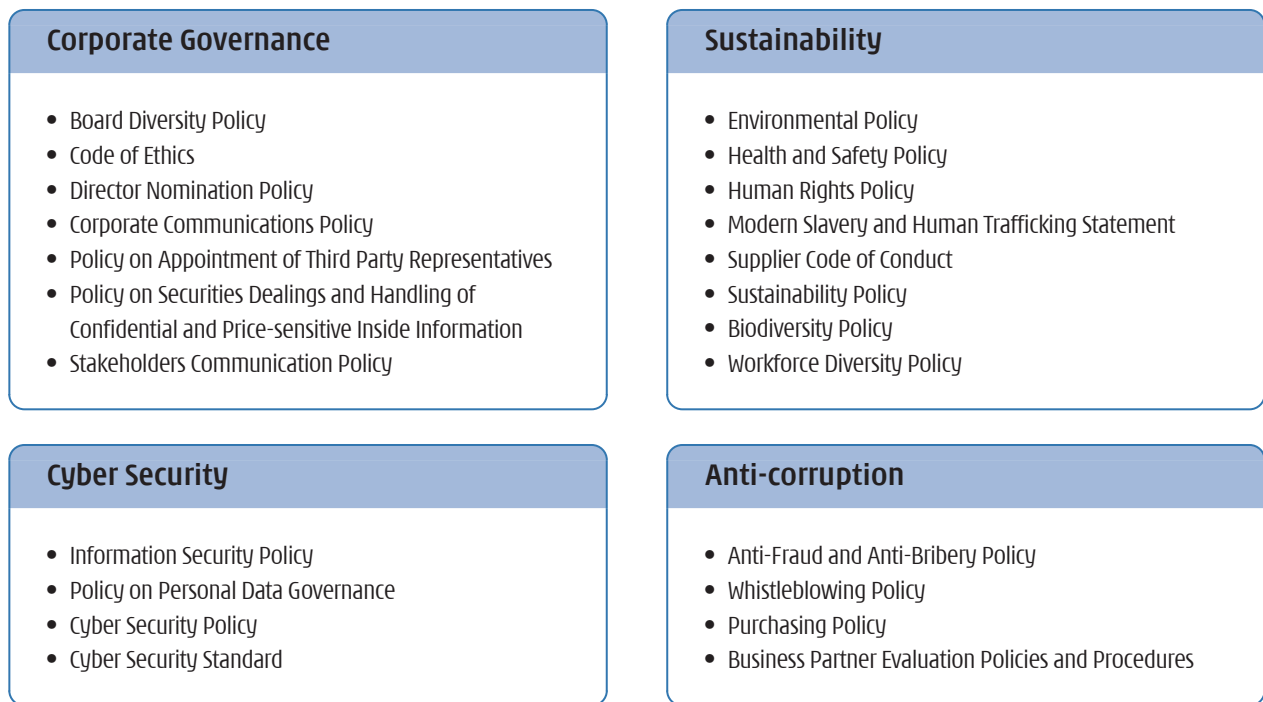 Corporate Governance
• Board Diversity Policy
• Code of Ethics
• Director Nomination Policy
• Corporate Communications Policy
• Policy on Appointment of Third Party Representatives
• Policy on Securities Dealings and Handling of
Confidential and Price-sensitive Inside Information
• Stakeholders Communication Policy
Sustainability
• Environmental Policy
• Health and Safety Policy
• Human Rights Policy
• Modern Slavery and Human Trafficking Statement
• Supplier Code of Conduct
• Sustainability Policy
• Biodiversity Policy
• Workforce Diversity Policy
Cyber Security
• Information Security Policy
• Policy on Personal Data Governance
• Cyber Security Policy
• Cyber Security Standard
Anti-corruption
• Anti-Fraud and Anti-Bribery Policy
• Whistleblowing Policy
• Purchasing Policy
• Business Partner Evaluation Policies and Procedures